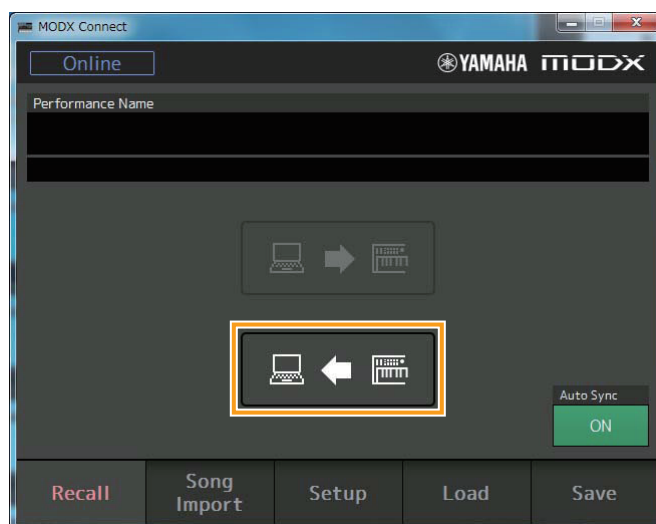 MODX Connect
Online
YAMAHA MODX
Performance Name
Auto Sync
ON
Recall
Song
Import
Setup
Load
Save